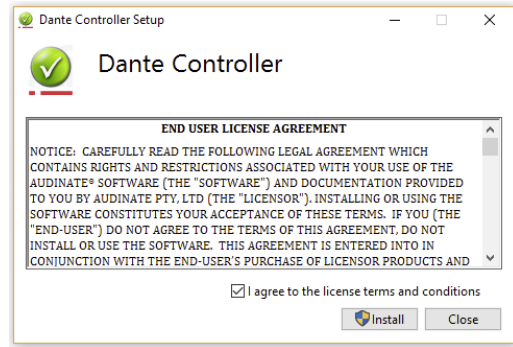 Dante Controller Setup
Dante Controller
END USER LICENSE AGREEMENT
NOTICE: CAREFULLY READ THE FOLLOWING LEGAL AGREEMENT WHICH
CONTAINS RIGHTS AND RESTRICTIONS ASSOCIATED WITH YOUR USE OF THE
AUDINATE® SOFTWARE (THE "SOFTWARE") AND DOCUMENTATION PROVIDED
TO YOU BY AUDINATE PTY, LTD (THE "LICENSOR"). INSTALLING OR USING THE
SOFTWARE CONSTITUTES YOUR ACCEPTANCE OF THESE TERMS. IF YOU (THE
"END-USER") DO NOT AGREE TO THE TERMS OF THIS AGREEMENT, DO NOT
INSTALL OR USE THE SOFTWARE. THIS AGREEMENT IS ENTERED INTO IN
CONJUNCTION WITH THE END-USER'S PURCHASE OF LICENSOR PRODUCTS AND
I agree to the license terms and conditions
Install Close